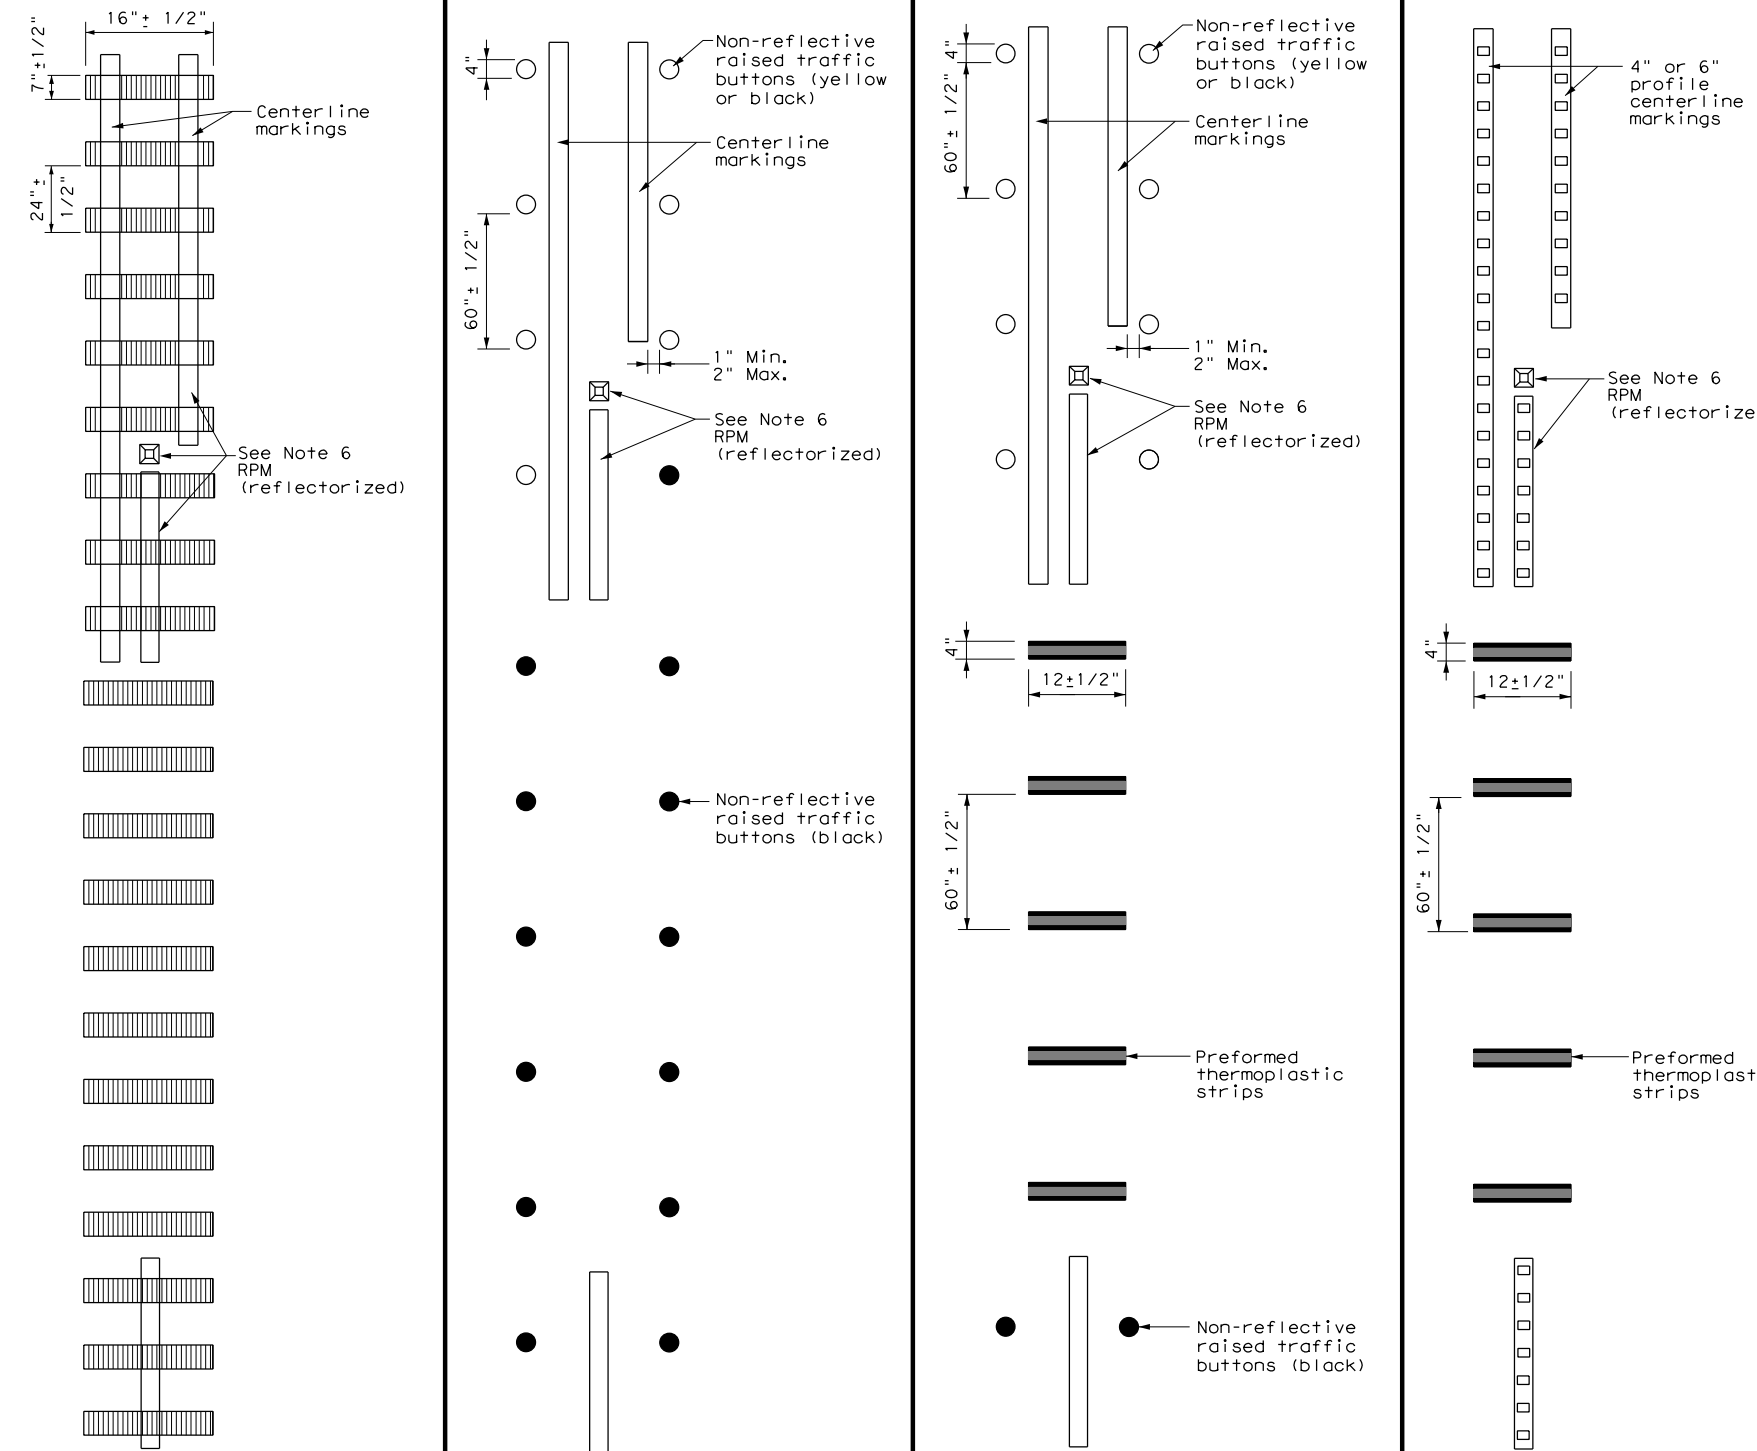 16"± 1/2"
7"±1/2"
Centerline
markings
24"±
1/2"
See Note 6
RPM
(reflectorized)
4"
Non-reflective
raised traffic
buttons (yellow
or black)
Centerline
markings
60"± 1/2"
1" Min.
2" Max.
See Note 6
RPM
(reflectorized)
Non-reflective
raised traffic
buttons (black)
4"
60"± 1/2"
Non-reflective
raised traffic
buttons (yellow
or black)
Centerline
markings
1" Min.
2" Max.
See Note 6
RPM
(reflectorized)
4"
12±1/2"
60"± 1/2"
Preformed
thermoplastic
strips
Non-reflective
raised traffic
buttons (black)
4" or 6"
profile
centerline
markings
See Note 6
RPM
(reflectorize
4"
12±1/2"
60"± 1/2"
Preformed
thermoplast
strips